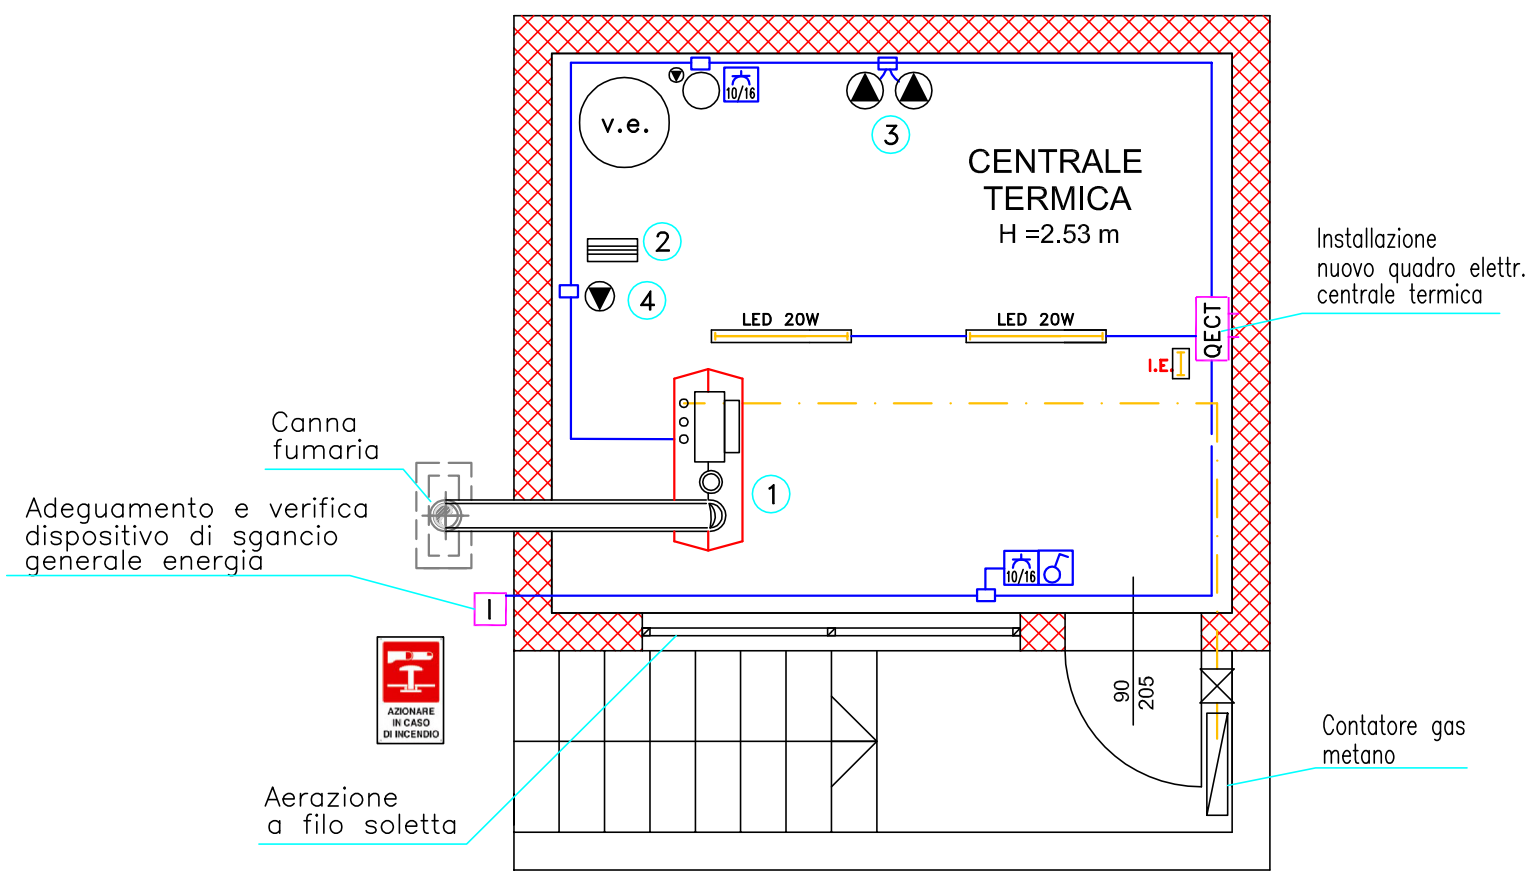 v.e.
10/16
3
CENTRALE
TERMICA
H =2.53 m
2
4
LED 20W
LED 20W
QECT
I.E.
Installazione
nuovo quadro elettr.
centrale termica
Canna
fumaria
1
Adeguamento e verifica
dispositivo di sgancio
generale energia
I
10/16
AZIONARE
IN CASO
DI INCENDIO
90
205
Contatore gas
metano
Aerazione
a filo soletta